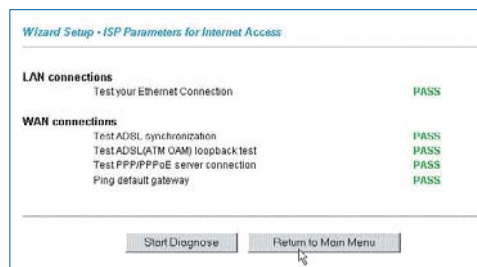 Wizard Setup - ISP Parameters for Internet Access
LAN connections
Test your Ethernet Connection PASS
WAN connections
Test ADSL synchronization PASS
Test ADSL(ATM OAM) loopback test PASS
Test PPP/PPPoE server connection PASS
Ping default gateway PASS
Start Diagnose Return to Main Menu